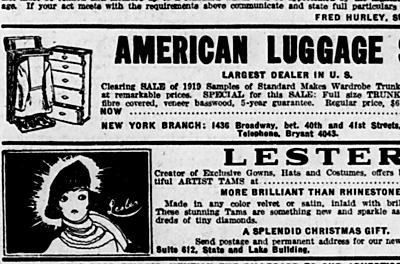 age. If your act meets with the requirements above communicate and state full particulars
FRED HURLEY,
AMERICAN LUGGAGE
LARGEST DEALER IN U. S.
Clearing SALE of 1919 Samples of Standard Makes Wardrobe Trunk
at remarkable prices. SPECIAL for this SALE: Full size TRUNK
fibre covered, veneer basswood, 5-year guarantee. Regular price, $6
NOW
NEW YORK BRANCH: 1436 Broadway, bet. 40th and 41st Streets,
Telephone, Bryant 4043.
LESTER
Creator of Exclusive Gowns, Hats and Costumes, offers
tiful ARTIST TAMS at
MORE BRILLIANT THAN RHINESTONE
Made in any color velvet or satin, inlaid with bril
These stunning Tams are something new and sparkle as
dreds of tiny diamonds.
A SPLENDID CHRISTMAS GIFT.
Send postage and permanent address for our new
Suite 612, State and Lake Building,
Lester